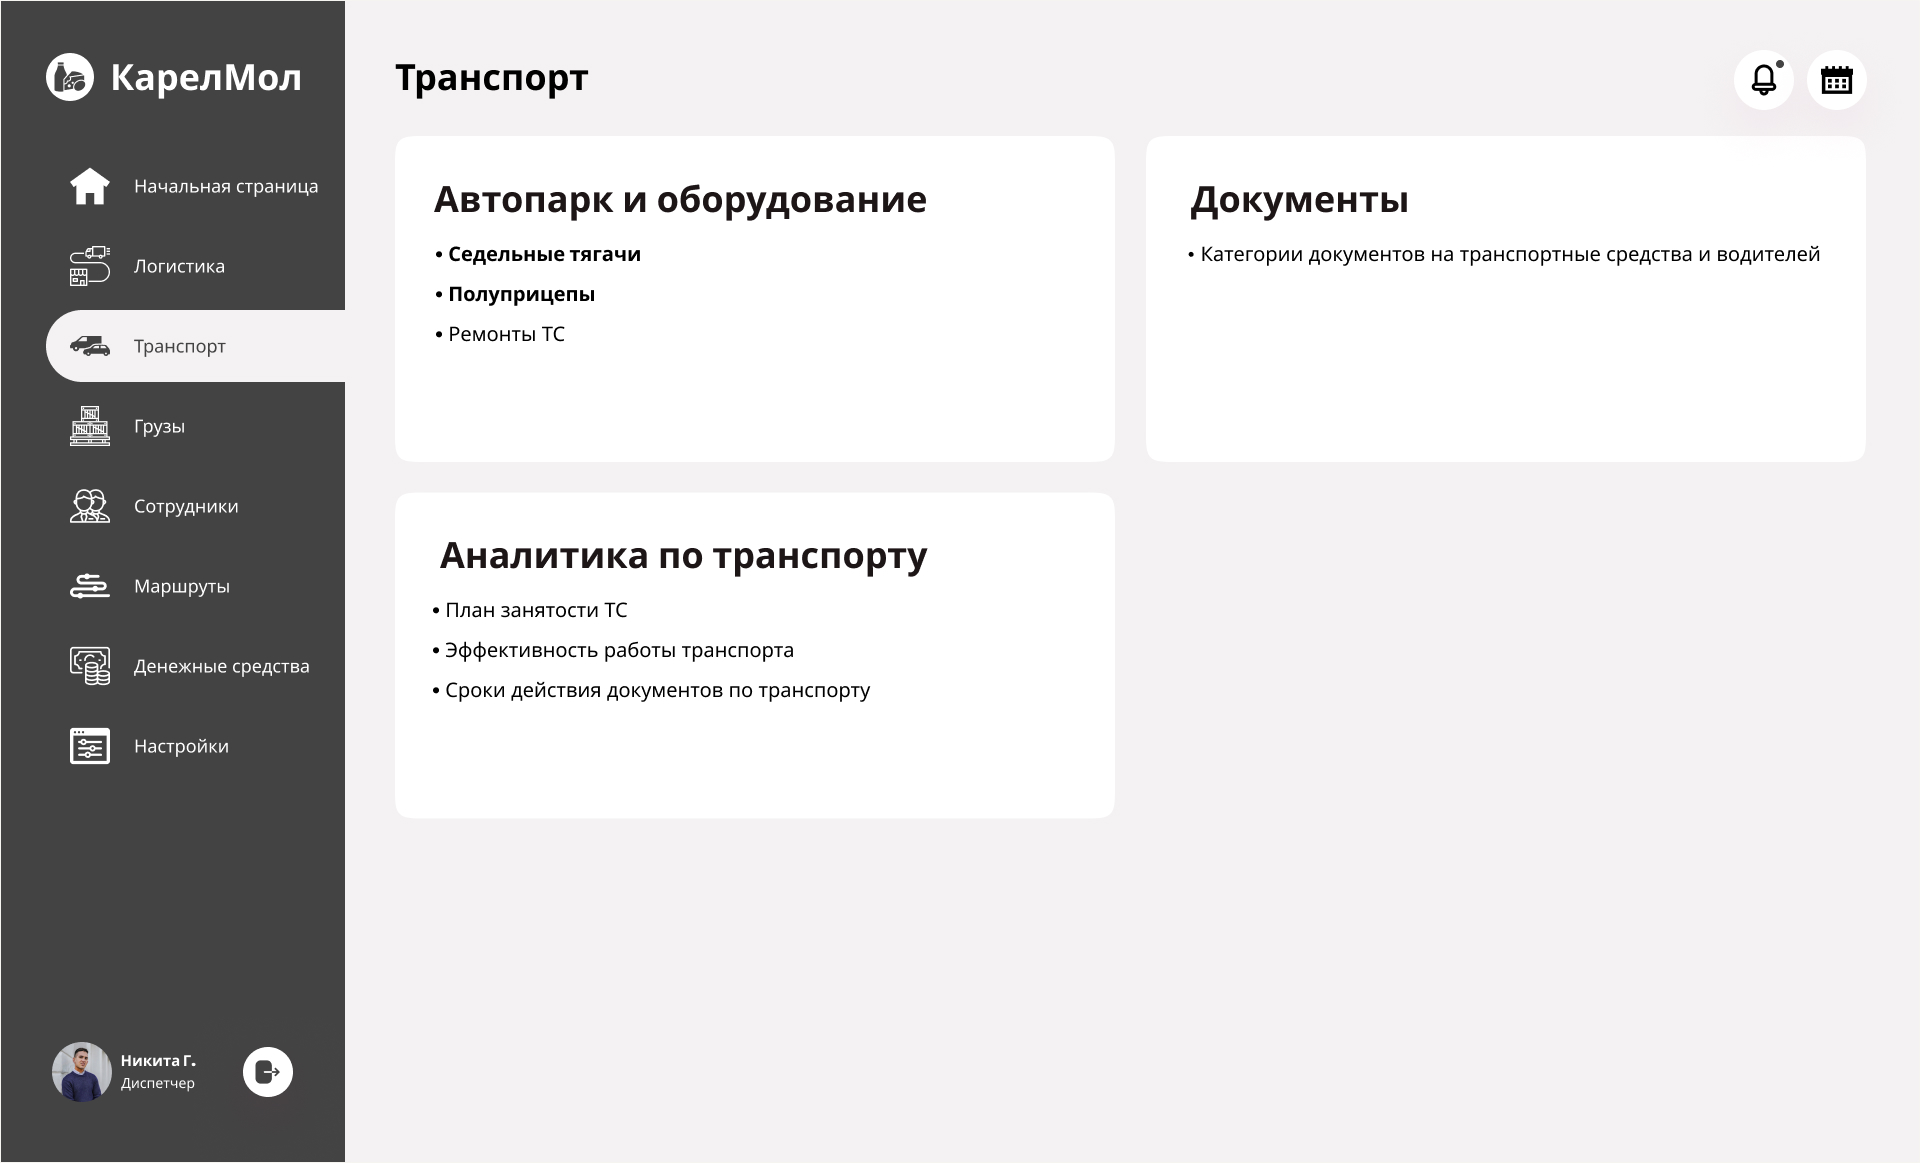 КарелМол
Начальная страница
Логистика
Транспорт
Грузы
Сотрудники
Маршруты
Денежные средства
Настройки
Никита Г.
Диспетчер
Транспорт
Автопарк и оборудование
• Седельные тягачи
• Полуприцепы
• Ремонты ТС
Документы
• Категории документов на транспортные средства и водителей
Аналитика по транспорту
• План занятости ТС
• Эффективность работы транспорта
• Сроки действия документов по транспорту